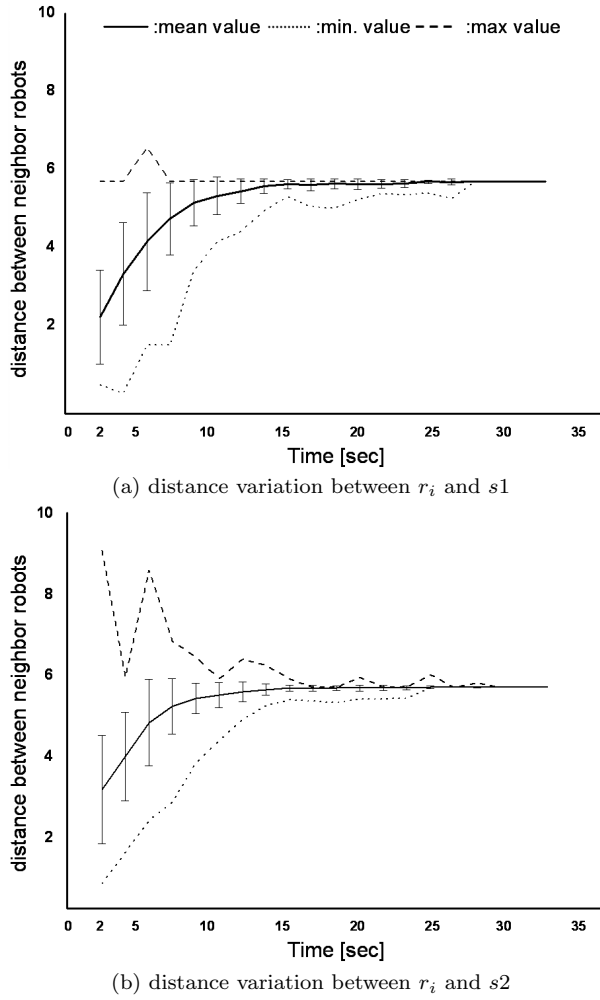 10
:mean value :min. value :max value
8
6
4
2
distance between neighbor robots
0 2 5 10 15 20 25 30 35
Time [sec]
(a) distance variation between r_i and s1
10
8
6
4
2
distance between neighbor robots
0 2 5 10 15 20 25 30 35
Time [sec]
(b) distance variation between r_i and s2